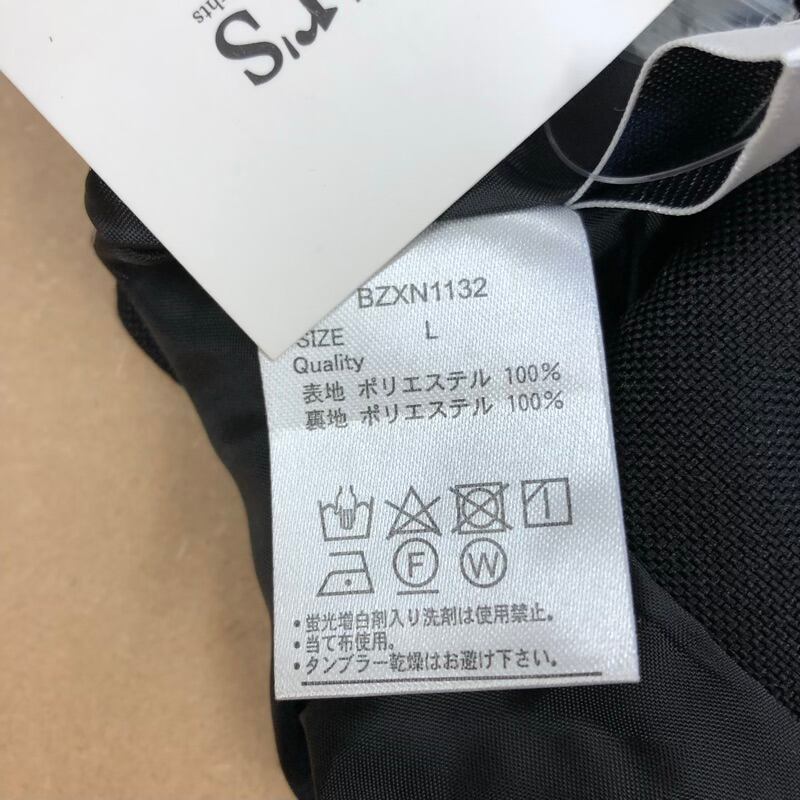 r'S
ghts
BZXN1132
SIZE L
Quality
表地 ポリエステル 100%
裏地 ポリエステル 100%
F W
・蛍光増白剤入り洗剤は使用禁止。
・当て布使用。
・タンブラー乾燥はお避け下さい。